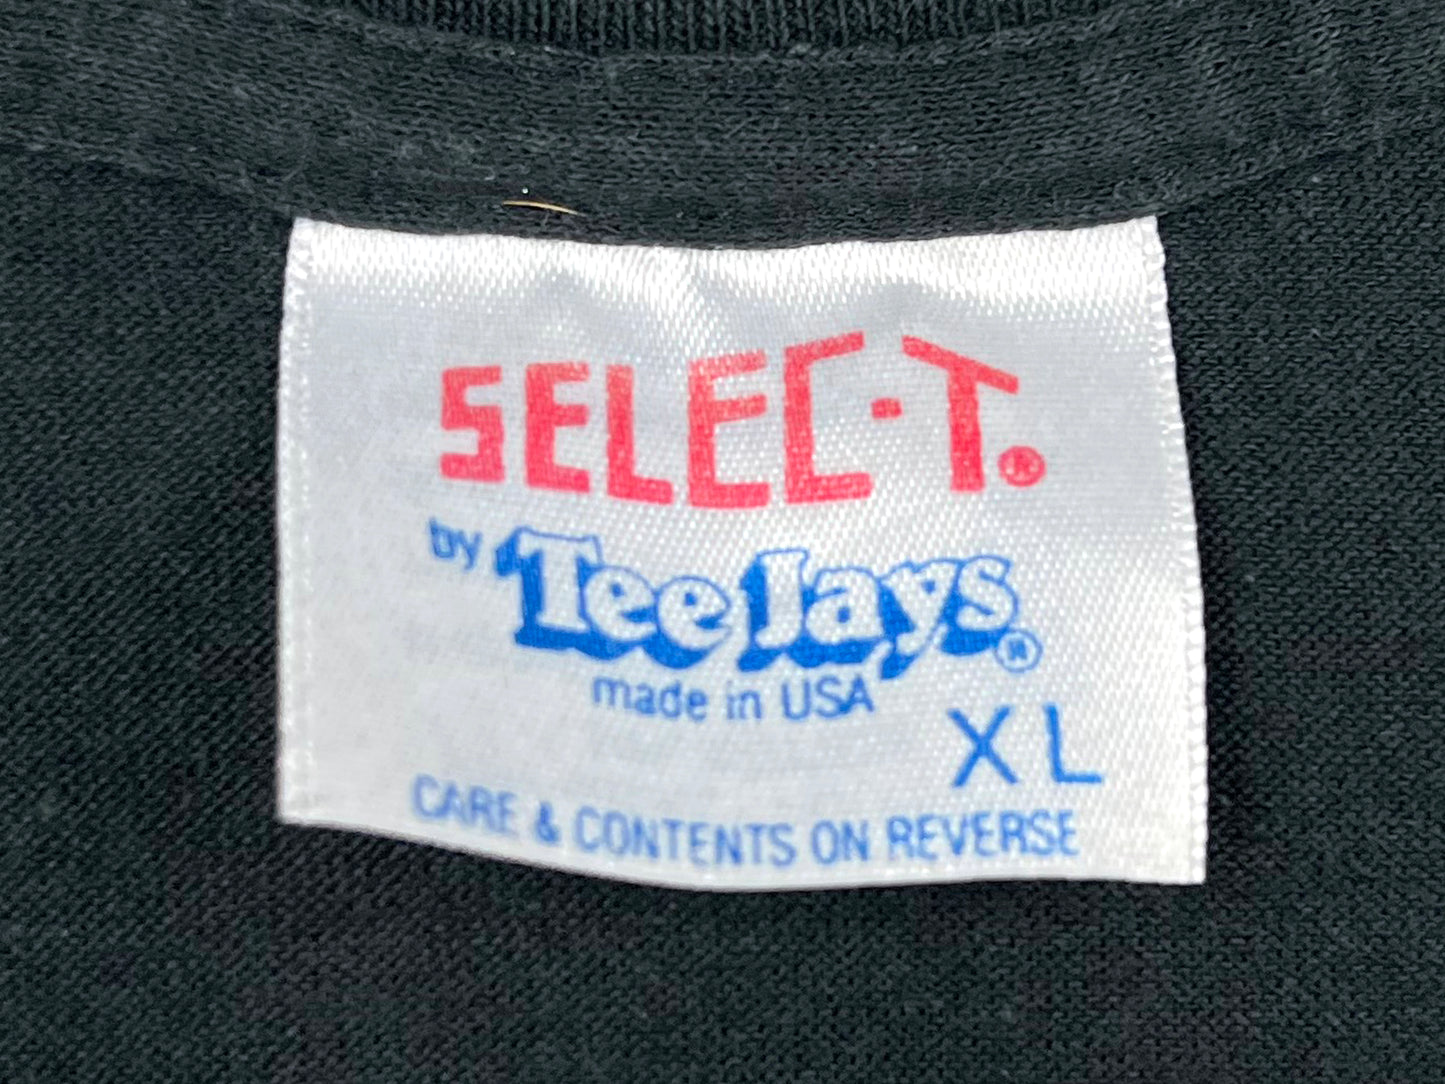 SELEC-T®
by Tee Jays®
made in USA
XL
CARE & CONTENTS ON REVERSE